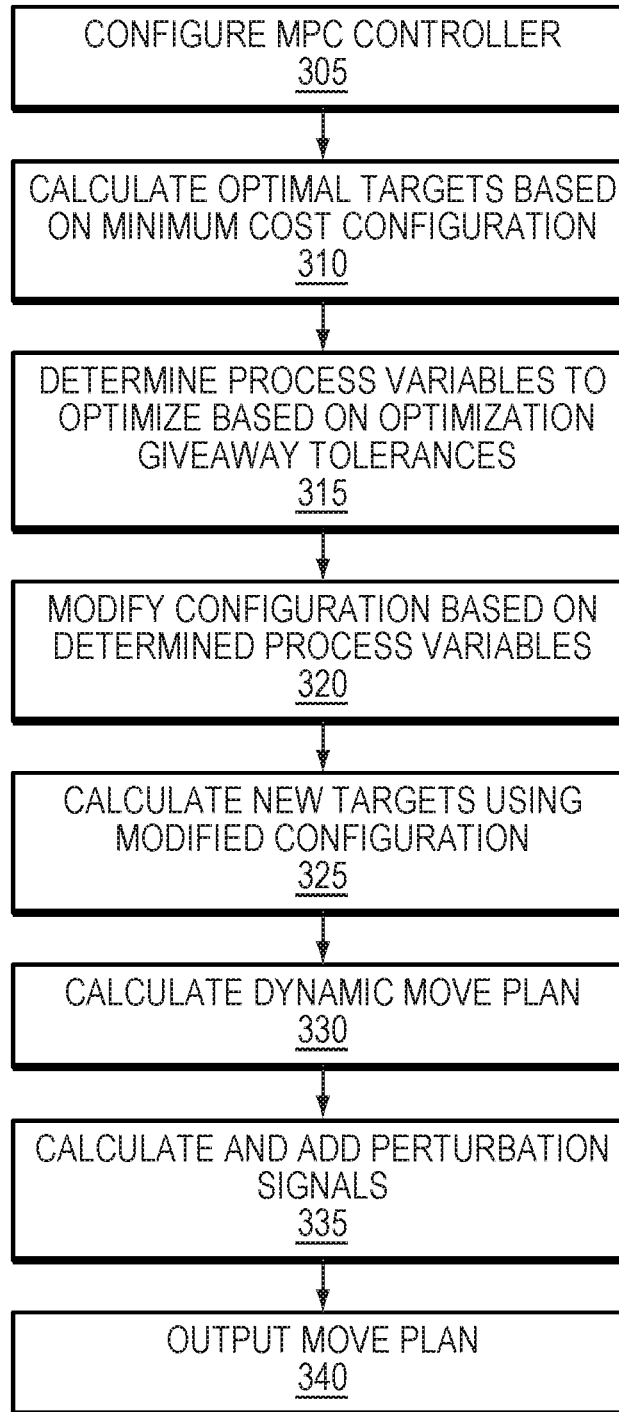 CONFIGURE MPC CONTROLLER
305
CALCULATE OPTIMAL TARGETS BASED
ON MINIMUM COST CONFIGURATION
310
DETERMINE PROCESS VARIABLES TO
OPTIMIZE BASED ON OPTIMIZATION
GIVEAWAY TOLERANCES
315
MODIFY CONFIGURATION BASED ON
DETERMINED PROCESS VARIABLES
320
CALCULATE NEW TARGETS USING
MODIFIED CONFIGURATION
325
CALCULATE DYNAMIC MOVE PLAN
330
CALCULATE AND ADD PERTURBATION
SIGNALS
335
OUTPUT MOVE PLAN
340